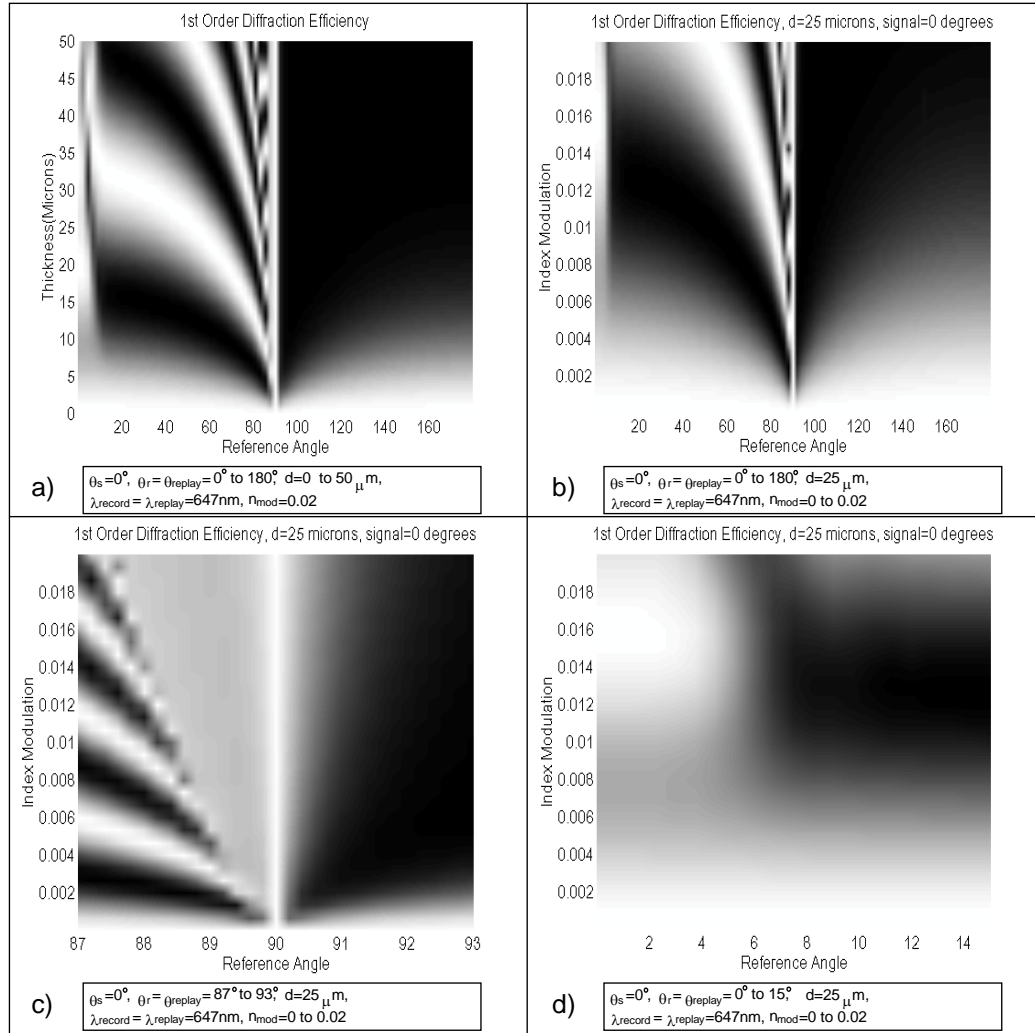 1st Order Diffraction Efficiency
50
45
40
35
30
25
20
15
10
5
0
Thickness(Microns)
20 40 60 80 100 120 140 160
Reference Angle
a)
θs=0°, θr= θreplay=0° to 180°, d=0 to 50 μm,
λrecord = λreplay=647nm, nmod=0.02
1st Order Diffraction Efficiency, d=25 microns, signal=0 degrees
0.018
0.016
0.014
0.012
0.01
0.008
0.006
0.004
0.002
Index Modulation
20 40 60 80 100 120 140 160
Reference Angle
b)
θs=0°, θr= θreplay=0° to 180°, d=25 μm,
λrecord = λreplay=647nm, nmod=0 to 0.02
1st Order Diffraction Efficiency, d=25 microns, signal=0 degrees
0.018
0.016
0.014
0.012
0.01
0.008
0.006
0.004
0.002
Index Modulation
87 88 89 90 91 92 93
Reference Angle
c)
θs=0°, θr= θreplay=87° to 93°, d=25 μm,
λrecord = λreplay=647nm, nmod=0 to 0.02
1st Order Diffraction Efficiency, d=25 microns, signal=0 degrees
0.018
0.016
0.014
0.012
0.01
0.008
0.006
0.004
0.002
Index Modulation
2 4 6 8 10 12 14
Reference Angle
d)
θs=0°, θr= θreplay=0° to 15°, d=25 μm,
λrecord = λreplay=647nm, nmod=0 to 0.02